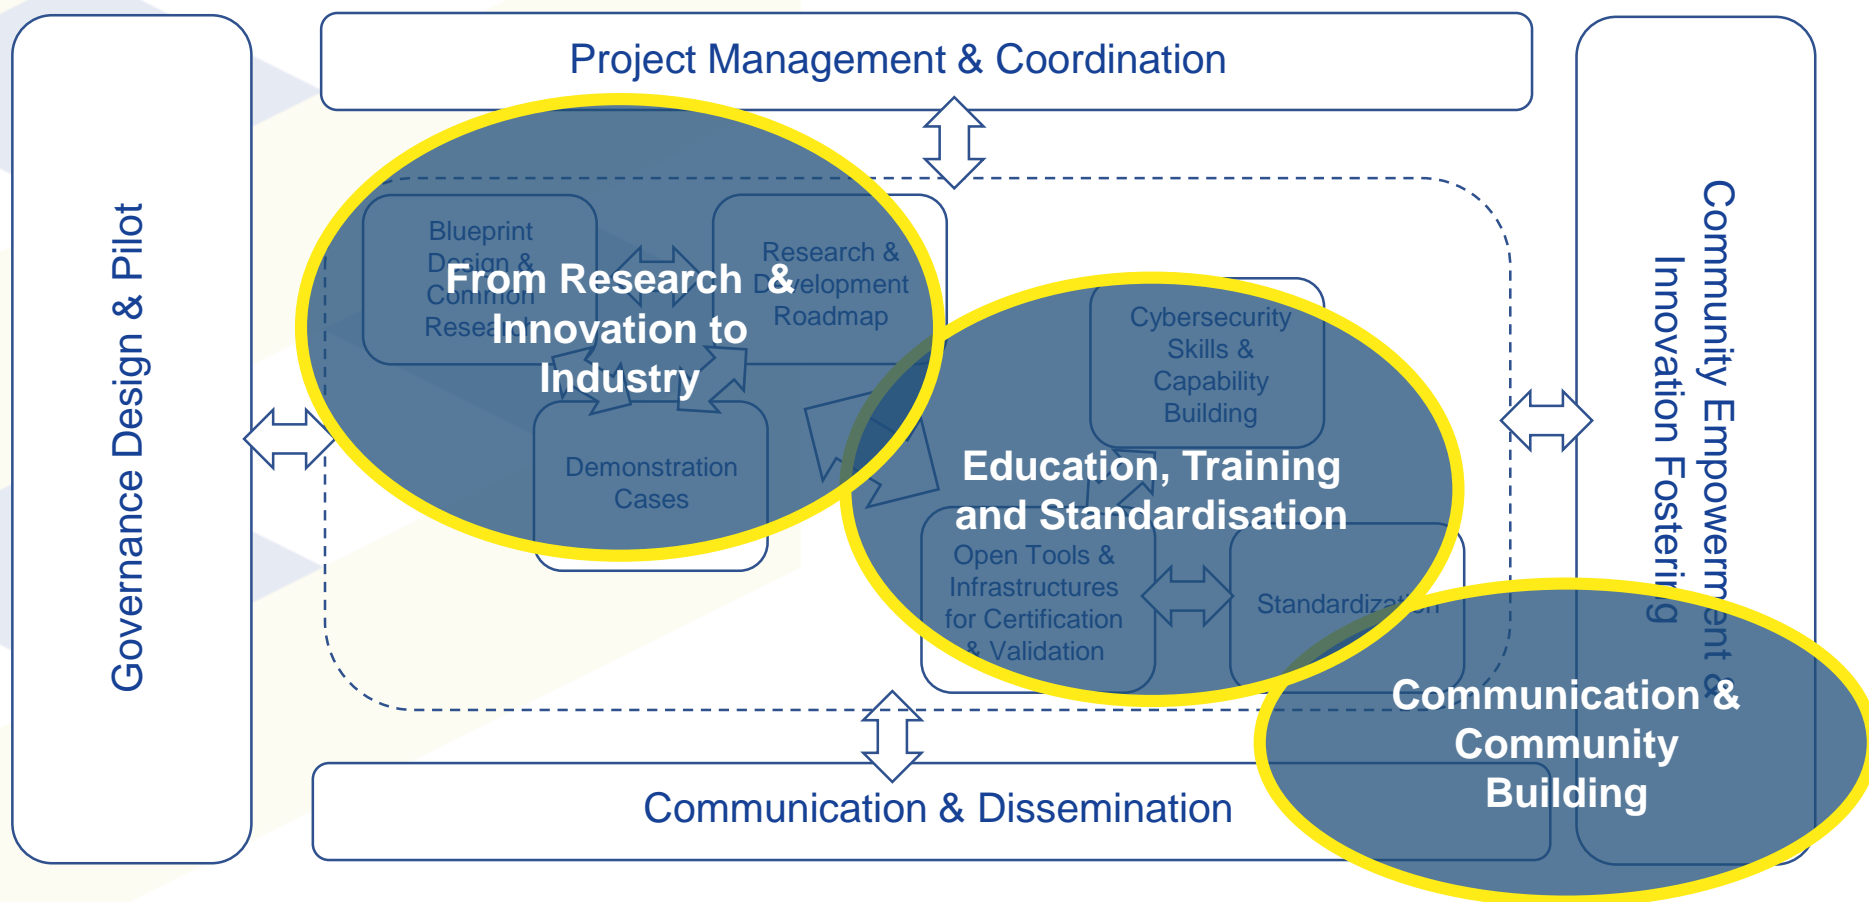 Project Management & Coordination
Governance Design & Pilot
Blueprint
Design &
Common
Research
Research &
Development
Roadmap
From Research &
Innovation to
Industry
Demonstration
Cases
Cybersecurity
Skills &
Capability
Building
Education, Training
and Standardisation
Open Tools &
Infrastructures
for Certification
& Validation
Standardization
Community Empowerment &
Innovation Fostering
Communication &
Community
Building
Communication & Dissemination